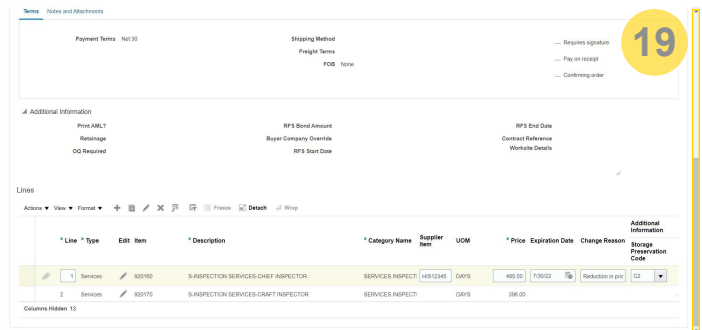 Terms Notes and Attachments
19
Payment Terms Net 30
Shipping Method
Freight Terms
FOB None
Requires signature
Pay on receipt
Confirming order
Additional Information
Print AML?
Retainage
OQ Required
RFS Bond Amount
Buyer Company Override
RFS Start Date
RFS End Date
Contract Reference
Worksite Details
Lines
Actions View Format Freeze Detach Wrap
* Line * Type Edit Item * Description * Category Name Supplier Item UOM * Price Expiration Date Change Reason Additional Information Storage Preservation Code
1 Services 920160 S-INSPECTION SERVICES-CHIEF INSPECTOR SERVICES.INSPECTI HIS12345 DAYS 485.00 7/30/22 Reduction in pric C2
2 Services 920170 S-INSPECTION SERVICES-CRAFT INSPECTOR SERVICES.INSPECTI DAYS 396.00
Columns Hidden 13